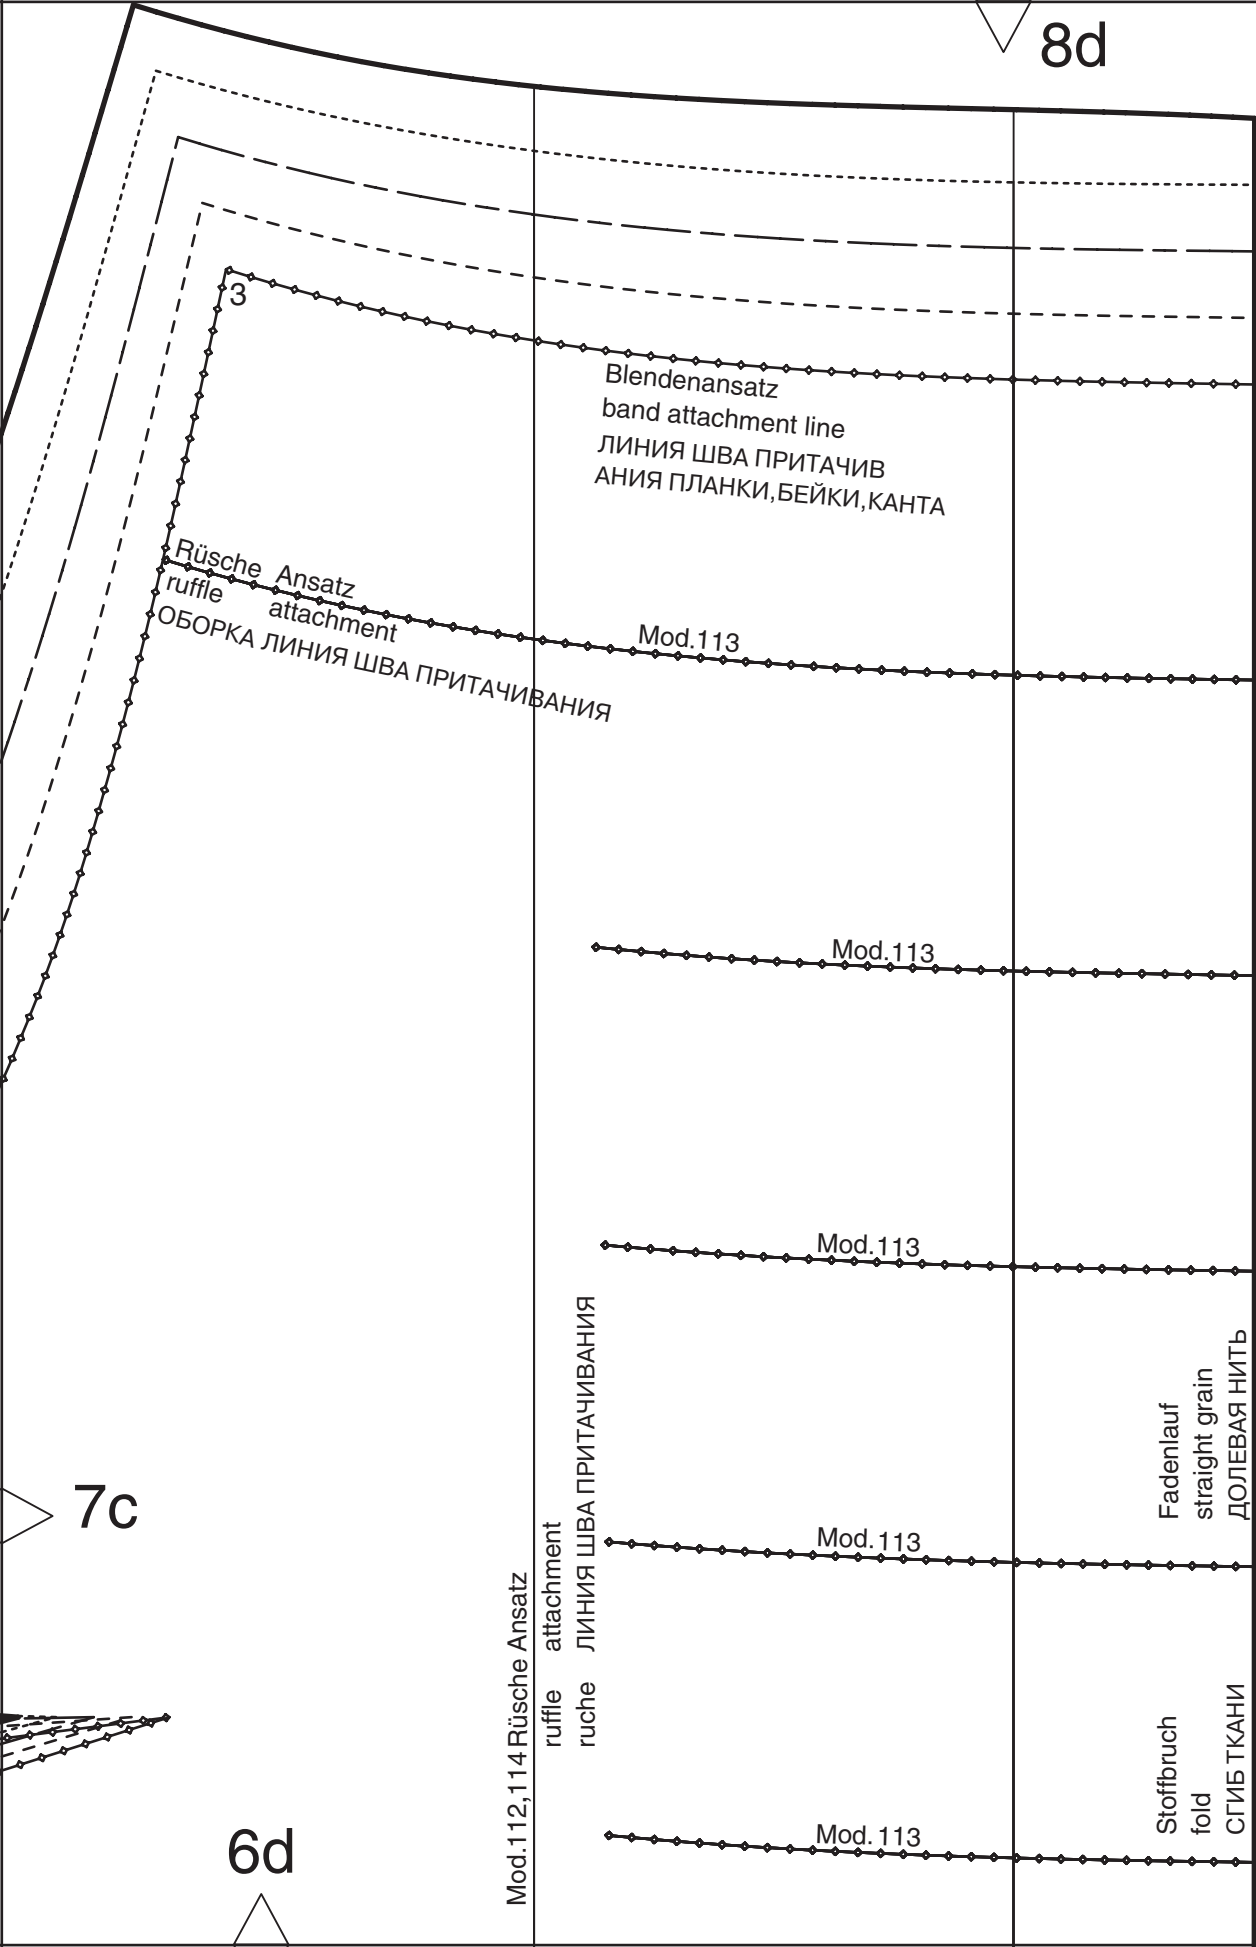 8d
3
Blendenansatz
band attachment line
ЛИНИЯ ШВА ПРИТАЧИВ
АНИЯ ПЛАНКИ,БЕЙКИ,КАНТА
Rüsche Ansatz
ruffle attachment
ОБОРКА ЛИНИЯ ШВА ПРИТАЧИВАНИЯ
Mod.113
Mod.113
Mod.113
Mod.113
Mod.113
7c
6d
Mod.112,114 Rüsche Ansatz
ruffle attachment
ruche ЛИНИЯ ШВА ПРИТАЧИВАНИЯ
Fadenlauf
straight grain
ДОЛЕВАЯ НИТЬ
Stoffbruch
fold
СГИБ ТКАНИ